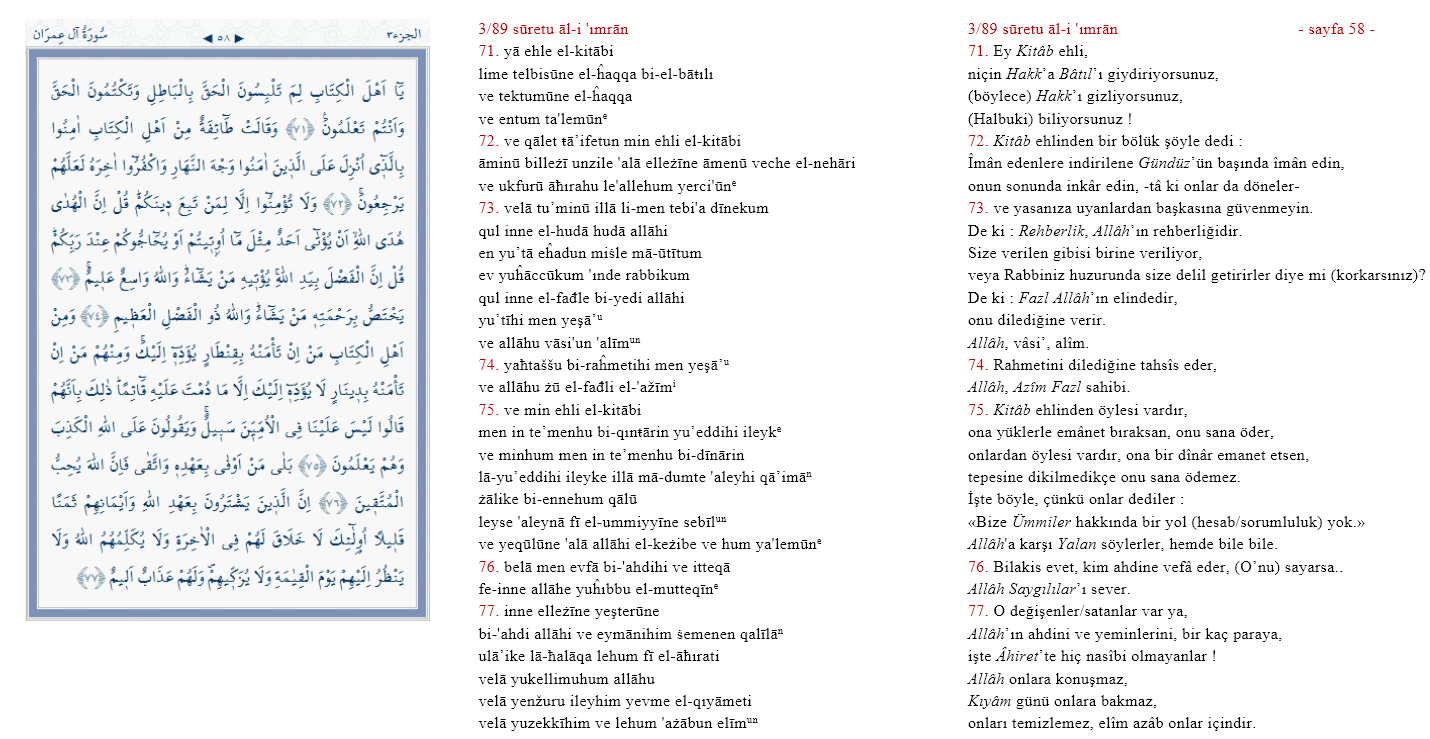 سُورَةُ اٰلِ عِمرَان
◀ ٥٨ ▶
الجزء٣
يَٓا اَهْلَ الْكِتَابِ لِمَ تَلْبِسُونَ الْحَقَّ بِالْبَاطِلِ وَتَكْتُمُونَ الْحَقَّ
وَاَنْتُمْ تَعْلَمُونَۚ ﴿٧١﴾ وَقَالَتْ طَٓائِفَةٌ مِنْ اَهْلِ الْكِتَابِ اٰمِنُوا
بِالَّذٖٓى اُنْزِلَ عَلَى الَّذٖينَ اٰمَنُوا وَجْهَ النَّهَارِ وَاكْفُرُٓوا اٰخِرَهُ لَعَلَّهُمْ
يَرْجِعُونَۚ ﴿٧٢﴾ وَلَا تُؤْمِنُٓوا اِلَّا لِمَنْ تَبِعَ دٖينَكُمْۜ قُلْ اِنَّ الْهُدٰى
هُدَى اللّٰهِۙ اَنْ يُؤْتٰٓى اَحَدٌ مِثْلَ مَٓا اُوتٖيتُمْ اَوْ يُحَٓاجُّوكُمْ عِنْدَ رَبِّكُمْۜ
قُلْ اِنَّ الْفَضْلَ بِيَدِ اللّٰهِۚ يُؤْتٖيهِ مَنْ يَشَٓاءُۜ وَاللّٰهُ وَاسِعٌ عَلٖيمٌۚ ﴿٧٣﴾
يَخْتَصُّ بِرَحْمَتِهٖ مَنْ يَشَٓاءُۜ وَاللّٰهُ ذُو الْفَضْلِ الْعَظٖيمِ ﴿٧٤﴾ وَمِنْ
اَهْلِ الْكِتَابِ مَنْ اِنْ تَأْمَنْهُ بِقِنْطَارٍ يُؤَدِّهٖٓ اِلَيْكَۚ وَمِنْهُمْ مَنْ اِنْ
تَأْمَنْهُ بِدٖينَارٍ لَا يُؤَدِّهٖٓ اِلَيْكَ اِلَّا مَا دُمْتَ عَلَيْهِ قَٓائِمًاۜ ذٰلِكَ بِاَنَّهُمْ
قَالُوا لَيْسَ عَلَيْنَا فِى الْاُمِّيّٖنَ سَبٖيلٌۚ وَيَقُولُونَ عَلَى اللّٰهِ الْكَذِبَ
وَهُمْ يَعْلَمُونَ ﴿٧٥﴾ بَلٰى مَنْ اَوْفٰى بِعَهْدِهٖ وَاتَّقٰى فَاِنَّ اللّٰهَ يُحِبُّ
الْمُتَّقٖينَ ﴿٧٦﴾ اِنَّ الَّذٖينَ يَشْتَرُونَ بِعَهْدِ اللّٰهِ وَاَيْمَانِهِمْ ثَمَنًا
قَلٖيلًا اُولٰٓئِكَ لَا خَلَاقَ لَهُمْ فِى الْاٰخِرَةِ وَلَا يُكَلِّمُهُمُ اللّٰهُ وَلَا
يَنْظُرُ اِلَيْهِمْ يَوْمَ الْقِيٰمَةِ وَلَا يُزَكّٖيهِمْۖ وَلَهُمْ عَذَابٌ اَلٖيمٌ ﴿٧٧﴾
3/89 sūretu āl-i 'ımrān
71. yā ehle el-kitābi
lime telbisūne el-ĥaqqa bi-el-bāŧılı
ve tektumūne el-ĥaqqa
ve entum ta'lemūnᵉ
72. ve qālet ŧā’ifetun min ehli el-kitābi
āminū billeżī unzile 'alā elleżīne āmenū veche el-nehāri
ve ukfurū āħırahu le'allehum yerci'ūnᵉ
73. velā tu’minū illā li-men tebi'a dīnekum
qul inne el-hudā hudā allāhi
en yu’tā eĥadun miṡle mā-ūtītum
ev yuĥāccūkum 'ınde rabbikum
qul inne el-fađle bi-yedi allāhi
yu’tīhi men yeşā’ᵘ
ve allāhu vāsi'un 'alīmᵘⁿ
74. yaħtaššu bi-raĥmetihi men yeşā’ᵘ
ve allāhu żū el-fađli el-'ažīmⁱ
75. ve min ehli el-kitābi
men in te’menhu bi-qınŧārin yu’eddihi ileykᵉ
ve minhum men in te’menhu bi-dīnārin
lā-yu’eddihi ileyke illā mā-dumte 'aleyhi qā’imāⁿ
żālike bi-ennehum qālū
leyse 'aleynā fī el-ummiyyīne sebīlᵘⁿ
ve yeqūlūne 'alā allāhi el-keżibe ve hum ya'lemūnᵉ
76. belā men evfā bi-'ahdihi ve itteqā
fe-inne allāhe yuĥıbbu el-mutteqīnᵉ
77. inne elleżīne yeşterūne
bi-'ahdi allāhi ve eymānihim ṡemenen qalīlāⁿ
ulā’ike lā-ħalāqa lehum fī el-āħırati
velā yukellimuhum allāhu
velā yenžuru ileyhim yevme el-qıyāmeti
velā yuzekkīhim ve lehum 'ażābun elīmᵘⁿ
3/89 sūretu āl-i 'ımrān - sayfa 58 -
71. Ey Kitâb ehli,
niçin Hakk’a Bâtıl’ı giydiriyorsunuz,
(böylece) Hakk’ı gizliyorsunuz,
(Halbuki) biliyorsunuz !
72. Kitâb ehlinden bir bölük şöyle dedi :
Îmân edenlere indirilene Gündüz’ün başında îmân edin,
onun sonunda inkâr edin, -tâ ki onlar da döneler-
73. ve yasanıza uyanlardan başkasına güvenmeyin.
De ki : Rehberlik, Allâh’ın rehberliğidir.
Size verilen gibisi birine veriliyor,
veya Rabbiniz huzurunda size delil getirirler diye mi (korkarsınız)?
De ki : Fazl Allâh’ın elindedir,
onu dilediğine verir.
Allâh, vâsi’, alîm.
74. Rahmetini dilediğine tahsîs eder,
Allâh, Azîm Fazl sahibi.
75. Kitâb ehlinden öylesi vardır,
ona yüklerle emânet bıraksan, onu sana öder,
onlardan öylesi vardır, ona bir dînâr emanet etsen,
tepesine dikilmedikçe onu sana ödemez.
İşte böyle, çünkü onlar dediler :
«Bize Ümmiler hakkında bir yol (hesab/sorumluluk) yok.»
Allâh'a karşı Yalan söylerler, hemde bile bile.
76. Bilakis evet, kim ahdine vefâ eder, (O’nu) sayarsa..
Allâh Saygılılar’ı sever.
77. O değişenler/satanlar var ya,
Allâh’ın ahdini ve yeminlerini, bir kaç paraya,
işte Âhiret’te hiç nasîbi olmayanlar !
Allâh onlara konuşmaz,
Kıyâm günü onlara bakmaz,
onları temizlemez, elîm azâb onlar içindir.